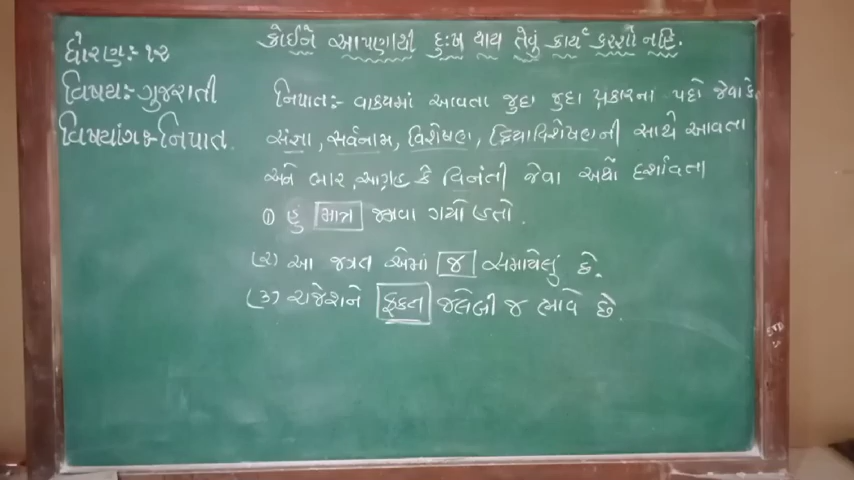 કોઈને આપણાથી દુઃખ થાય તેવું કાર્ય કરશો નહિ.
ધોરણઃ- ૧૨
વિષયઃ- ગુજરાતી
વિષયાંગઃ- નિપાત.
નિપાતઃ- વાક્યમાં આવતા જુદા જુદા પ્રકારના પદો જેવા કે,
સંજ્ઞા, સર્વનામ, વિશેષણ, ક્રિયાવિશેષણની સાથે આવતા
અને ભાર, આગ્રહ કે વિનંતી જેવા અર્થો દર્શાવતા
① હું માત્ર જમવા ગયો હતો.
(૨) આ જગત એમાં જ સમાયેલું છે.
(૩) રાજેશને ફક્ત જલેબી જ ભાવે છે.